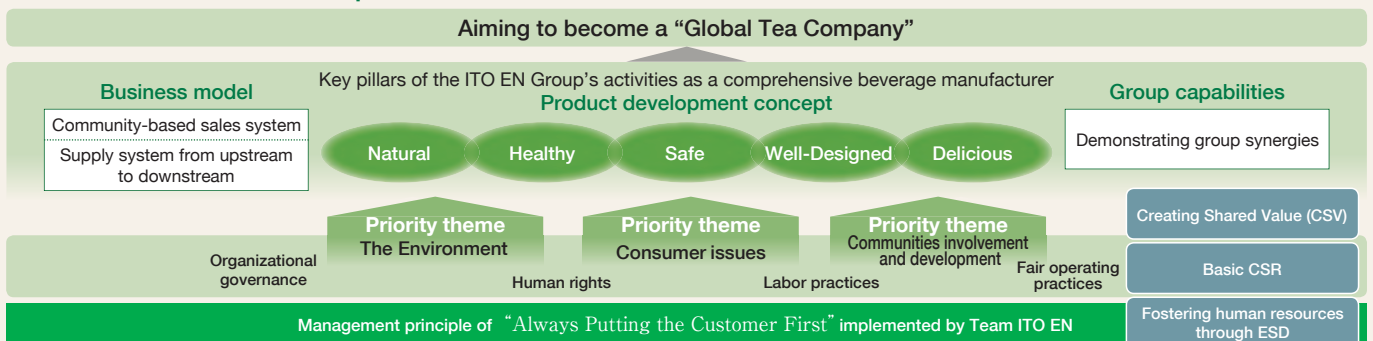 Aiming to become a “Global Tea Company”
Key pillars of the ITO EN Group’s activities as a comprehensive beverage manufacturer
Business model
Community-based sales system
Supply system from upstream
to downstream
Product development concept
Natural
Healthy
Safe
Well-Designed
Delicious
Group capabilities
Demonstrating group synergies
Priority theme
The Environment
Priority theme
Consumer issues
Priority theme
Communities involvement
and development
Organizational
governance
Human rights
Labor practices
Fair operating
practices
Creating Shared Value (CSV)
Basic CSR
Fostering human resources
through ESD
Management principle of “Always Putting the Customer First” implemented by Team ITO EN